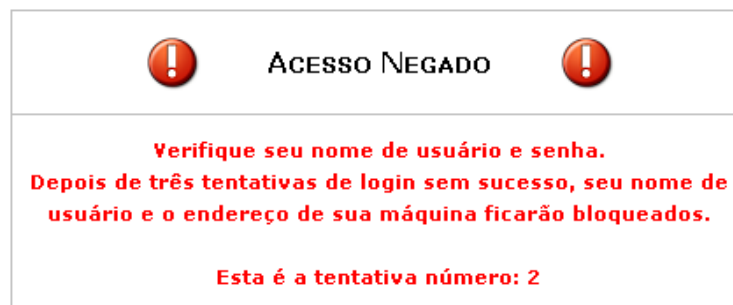 Acesso Negado
Verifique seu nome de usuário e senha.
Depois de três tentativas de login sem sucesso, seu nome de
usuário e o endereço de sua máquina ficarão bloqueados.
Esta é a tentativa número: 2